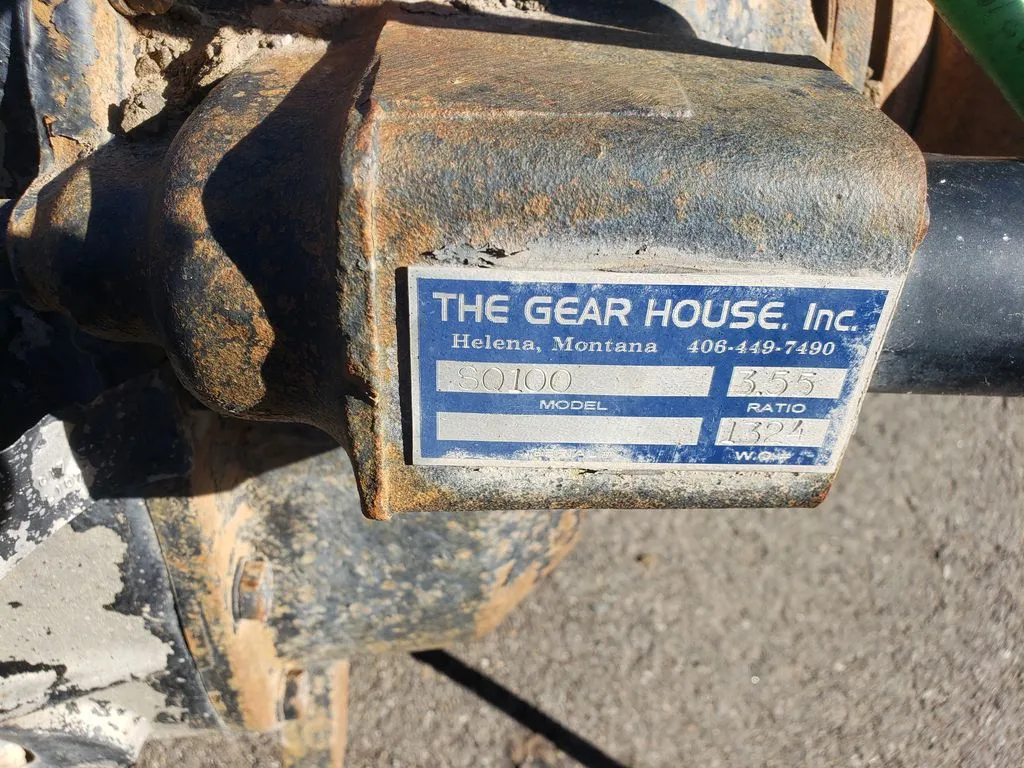 THE GEAR HOUSE, Inc.
Helena, Montana 406-449-7490
SQ100 3.55
MODEL RATIO
1324
W.O.#